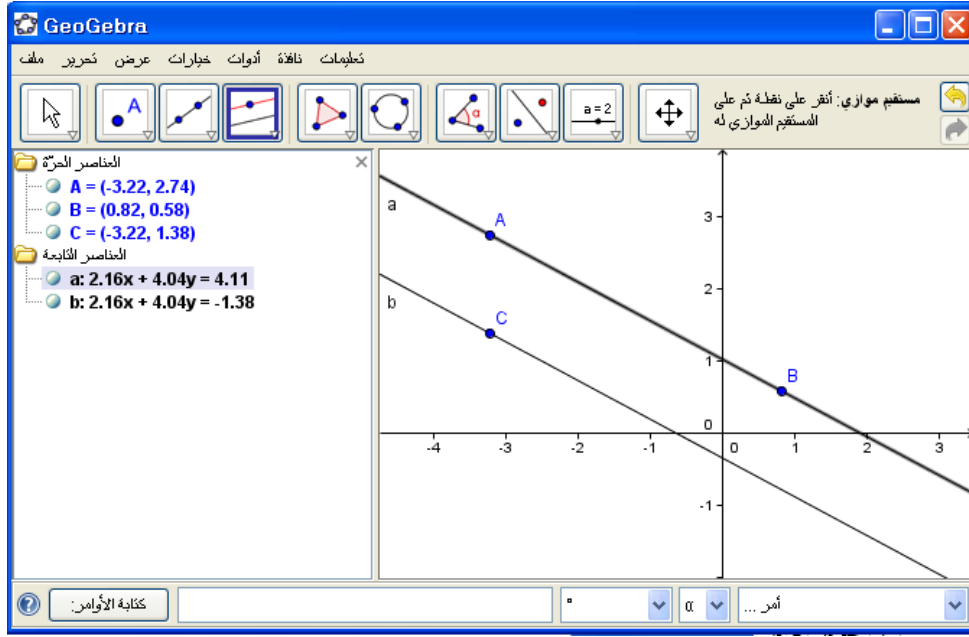 GeoGebra
ملف تحرير عرض خيارات أدوات نافذة تعليمات
A
α
a = 2
مستقيم موازي: أنقر على نقطة ثم على
المستقيم الموازي له
العناصر الحرّة
A = (-3.22, 2.74)
B = (0.82, 0.58)
C = (-3.22, 1.38)
العناصر التابعة
a: 2.16x + 4.04y = 4.11
b: 2.16x + 4.04y = -1.38
a
A
3
2
b
C
1
B
0
-4 -3 -2 -1 0 1 2 3
-1
كتابة الأوامر:
°
α
أمر ...